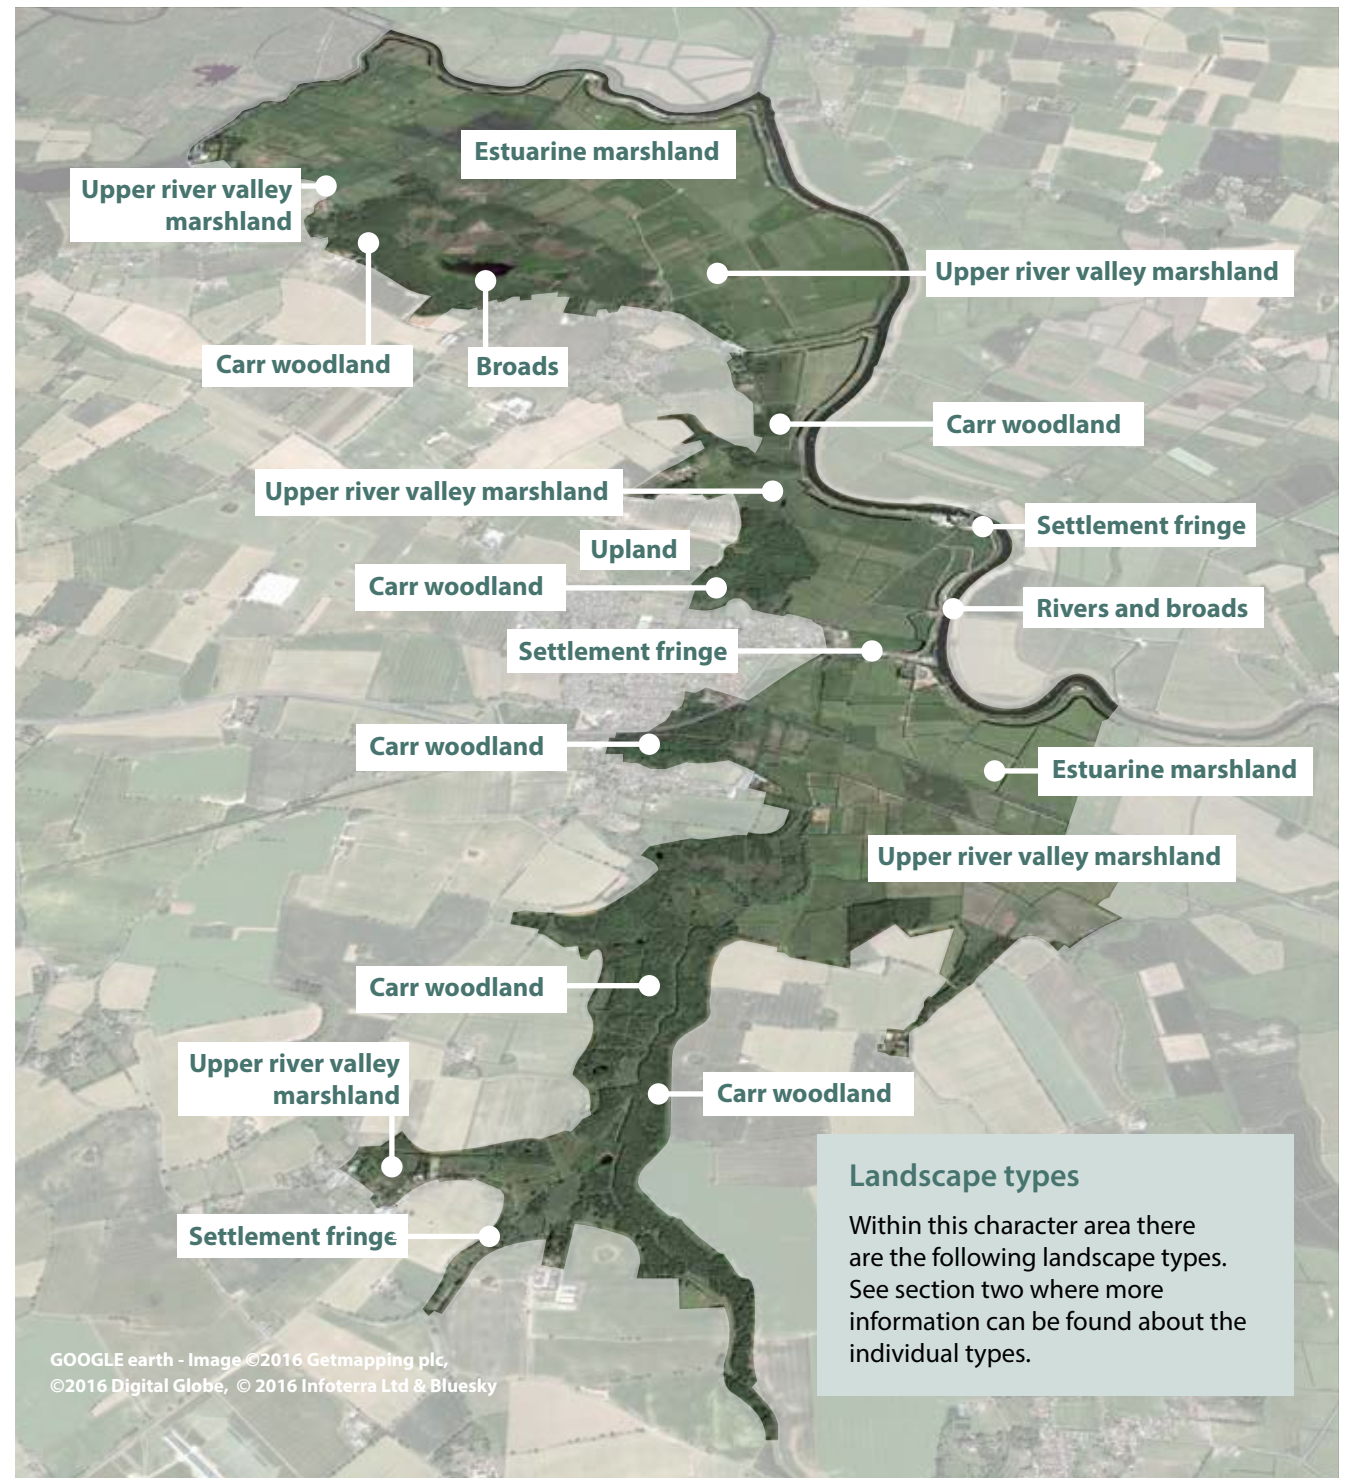 Estuarine marshland
Upper river valley
marshland
Upper river valley marshland
Carr woodland
Broads
Carr woodland
Upper river valley marshland
Settlement fringe
Upland
Carr woodland
Rivers and broads
Settlement fringe
Carr woodland
Estuarine marshland
Upper river valley marshland
Carr woodland
Upper river valley
marshland
Carr woodland
Settlement fringe
Landscape types
Within this character area there
are the following landscape types.
See section two where more
information can be found about the
individual types.
GOOGLE earth - Image ©2016 Getmapping plc,
©2016 Digital Globe, © 2016 Infoterra Ltd & Bluesky